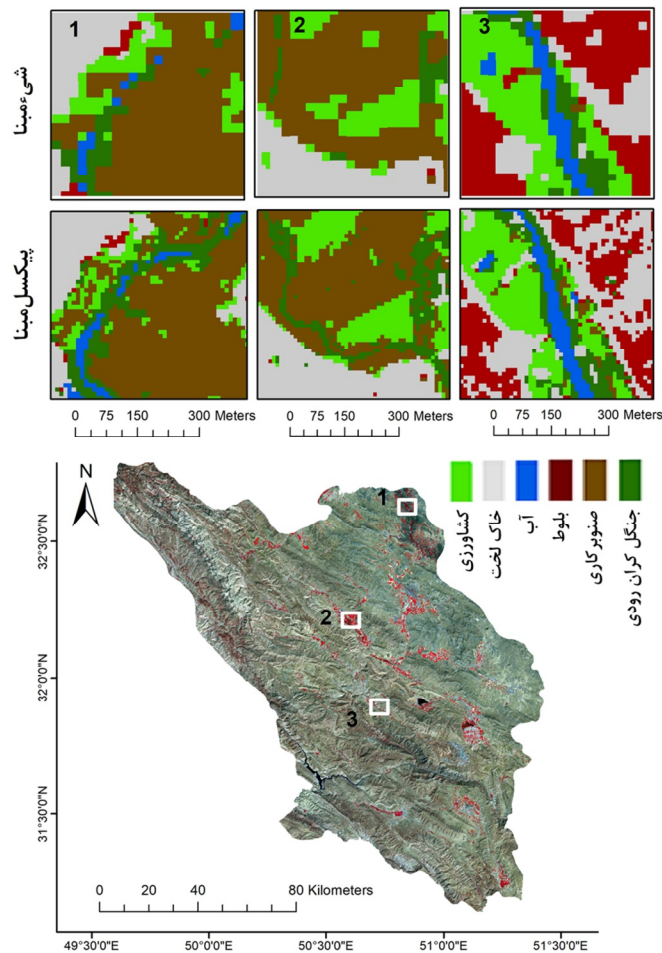 1
2
3
شیءمبنا
پیکسل‌مبنا
0 75 150 300 Meters
0 75 150 300 Meters
0 75 150 300 Meters
N
کشاورزی
خاک لخت
آب
بلوط
صنوبرکاری
جنگل کران رودی
1
2
3
32°30'0"N
32°0'0"N
31°30'0"N
0 20 40 80 Kilometers
49°30'0"E
50°0'0"E
50°30'0"E
51°0'0"E
51°30'0"E